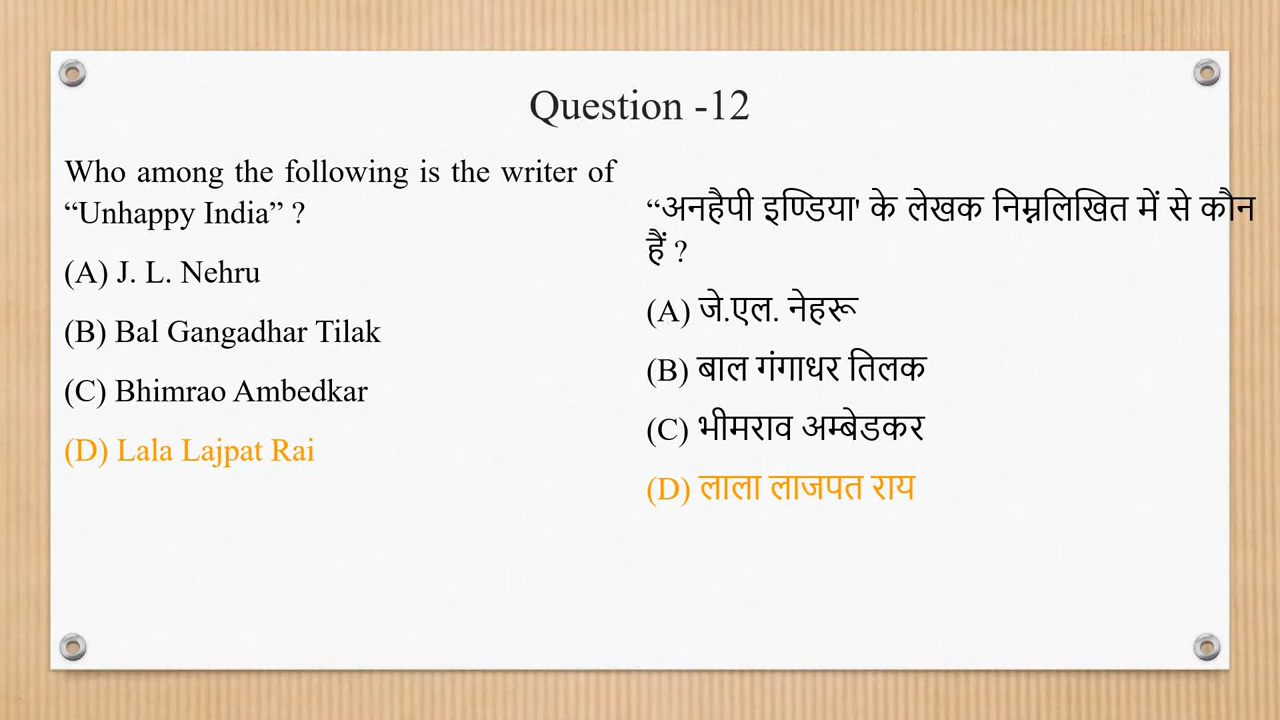 Question -12
Who among the following is the writer of
“Unhappy India” ?
(A) J. L. Nehru
(B) Bal Gangadhar Tilak
(C) Bhimrao Ambedkar
(D) Lala Lajpat Rai
“अनहैपी इण्डिया' के लेखक निम्नलिखित में से कौन
हैं ?
(A) जे.एल. नेहरू
(B) बाल गंगाधर तिलक
(C) भीमराव अम्बेडकर
(D) लाला लाजपत राय